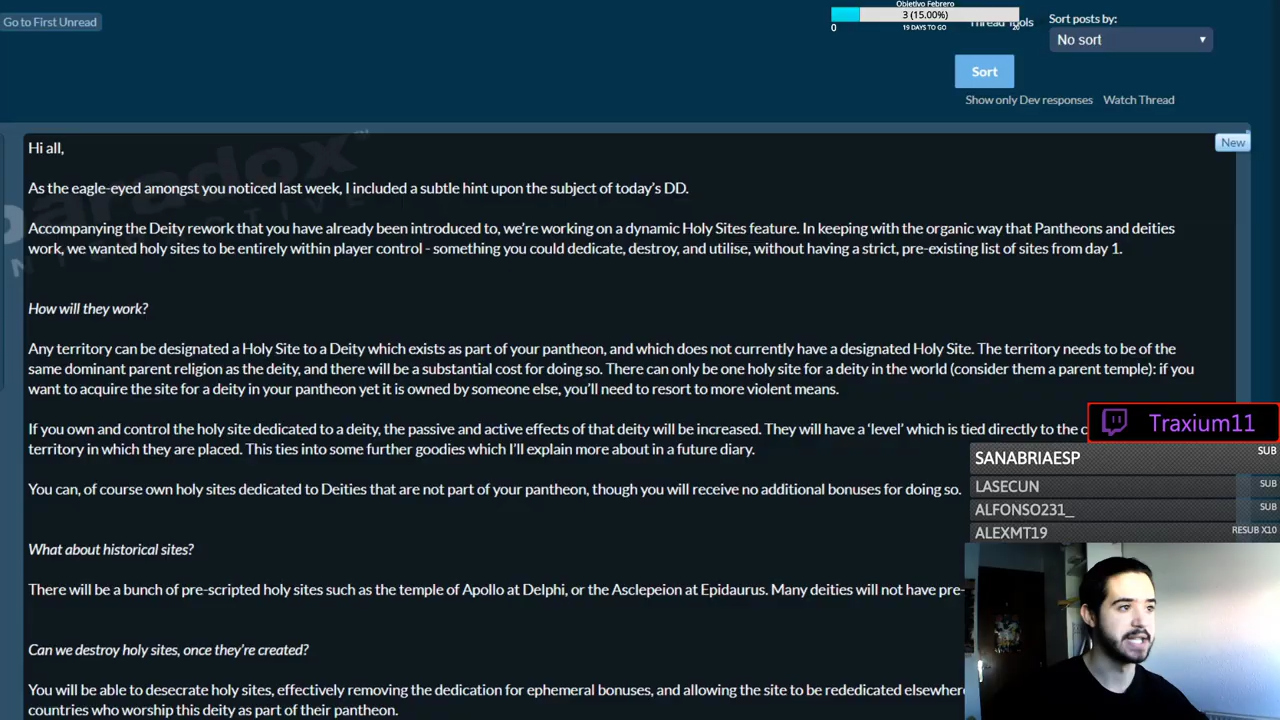 Go to First Unread
Obletivo Febrero
3 (15.00%)
0
19 DAYS TO GO
20
Thread Tools
Sort posts by:
No sort
Sort
Show only Dev responses
Watch Thread
New
paradox
Hi all,
As the eagle-eyed amongst you noticed last week, I included a subtle hint upon the subject of today's DD.
Accompanying the Deity rework that you have already been introduced to, we're working on a dynamic Holy Sites feature. In keeping with the organic way that Pantheons and deities
work, we wanted holy sites to be entirely within player control - something you could dedicate, destroy, and utilise, without having a strict, pre-existing list of sites from day 1.
How will they work?
Any territory can be designated a Holy Site to a Deity which exists as part of your pantheon, and which does not currently have a designated Holy Site. The territory needs to be of the
same dominant parent religion as the deity, and there will be a substantial cost for doing so. There can only be one holy site for a deity in the world (consider them a parent temple): if you
want to acquire the site for a deity in your pantheon yet it is owned by someone else, you'll need to resort to more violent means.
If you own and control the holy site dedicated to a deity, the passive and active effects of that deity will be increased. They will have a 'level' which is tied directly to the
territory in which they are placed. This ties into some further goodies which I'll explain more about in a future diary.
You can, of course own holy sites dedicated to Deities that are not part of your pantheon, though you will receive no additional bonuses for doing so.
What about historical sites?
There will be a bunch of pre-scripted holy sites such as the temple of Apollo at Delphi, or the Asclepeion at Epidaurus. Many deities will not have pre-
Can we destroy holy sites, once they're created?
You will be able to desecrate holy sites, effectively removing the dedication for ephemeral bonuses, and allowing the site to be rededicated elsewhere
countries who worship this deity as part of their pantheon.
Traxium11
SANABRIAESP SUB
LASECUN SUB
ALFONSO231_ SUB
ALEXMT19 RESUB X10